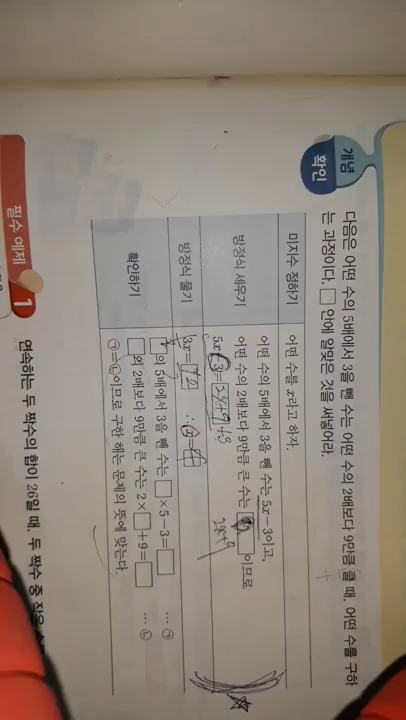 개념
확인
다음은 어떤 수의 5배에서 3을 뺀 수는 어떤 수의 2배보다 9만큼 클 때, 어떤 수를 구하
는 과정이다. □ 안에 알맞은 것을 써넣어라.
미지수 정하기
어떤 수를 x라고 하자.
방정식 세우기
어떤 수의 5배에서 3을 뺀 수는 5x-3이고,
어떤 수의 2배보다 9만큼 큰 수는 □이므로
2x+9
5x-3=2x+9
방정식 풀기
3x=12 ∴ x=
확인하기
□의 5배에서 3을 뺀 수는 □×5-3=□ … ㉠
□의 2배보다 9만큼 큰 수는 2×□+9=□ … ㉡
㉠=㉡이므로 구한 해는 문제의 뜻에 맞는다.
필수 예제 1
연속하는 두 짝수의 합이 26일 때, 두 짝수 중 작은